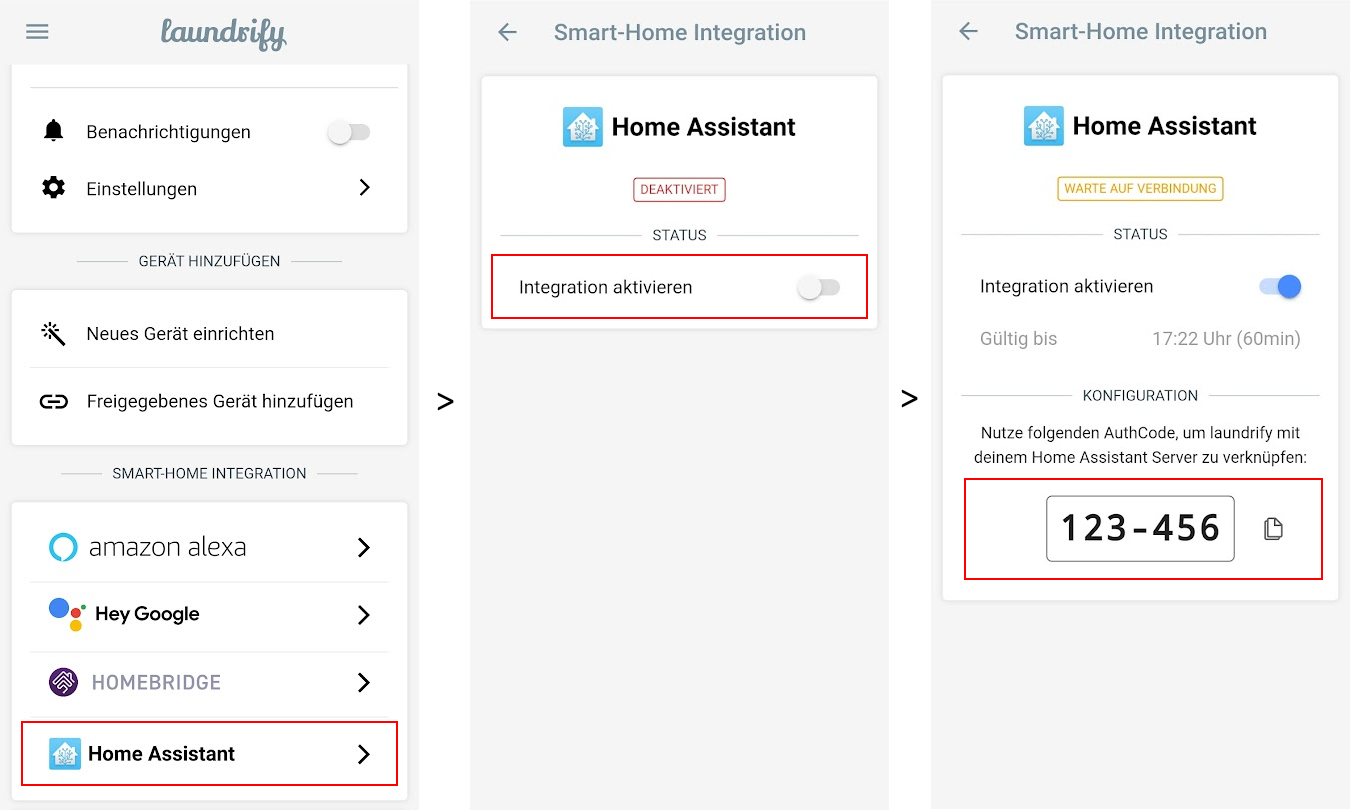 laundrify
Benachrichtigungen
Einstellungen
GERÄT HINZUFÜGEN
Neues Gerät einrichten
Freigegebenes Gerät hinzufügen
SMART-HOME INTEGRATION
amazon alexa
Hey Google
HOMEBRIDGE
Home Assistant
>
Smart-Home Integration
Home Assistant
DEAKTIVIERT
STATUS
Integration aktivieren
>
Smart-Home Integration
Home Assistant
WARTE AUF VERBINDUNG
STATUS
Integration aktivieren
Gültig bis 17:22 Uhr (60min)
KONFIGURATION
Nutze folgenden AuthCode, um laundrify mit
deinem Home Assistant Server zu verknüpfen:
123-456